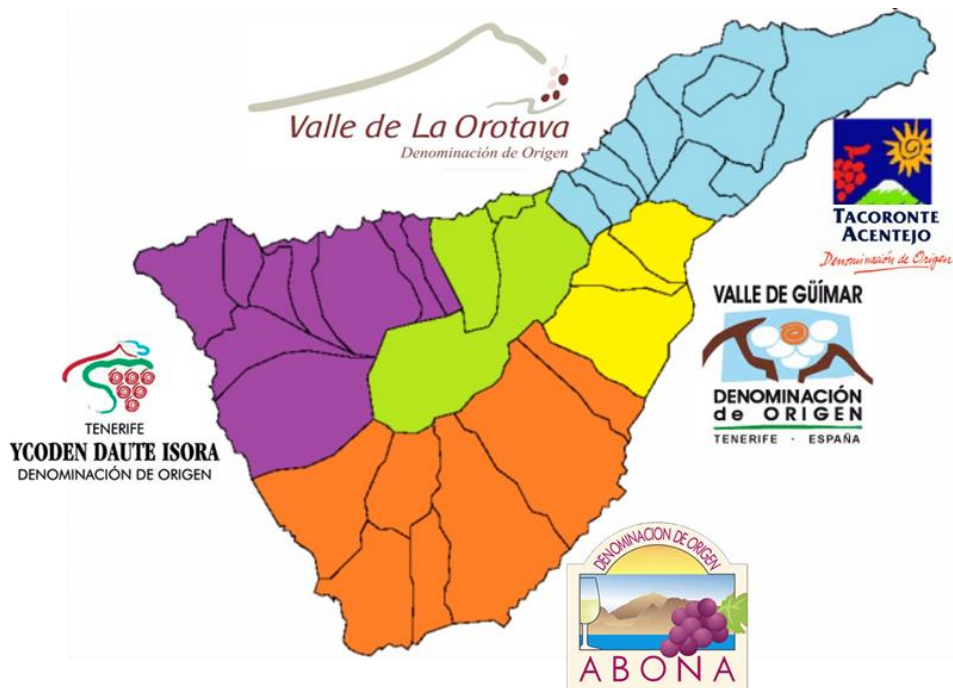 Valle de La Orotava
Denominación de Origen
TACORONTE
ACENTEJO
Denominación de Origen
VALLE DE GÜÍMAR
DENOMINACIÓN
de ORIGEN
TENERIFE · ESPAÑA
TENERIFE
YCODEN DAUTE ISORA
DENOMINACIÓN DE ORIGEN
DENOMINACION DE ORIGEN
ABONA